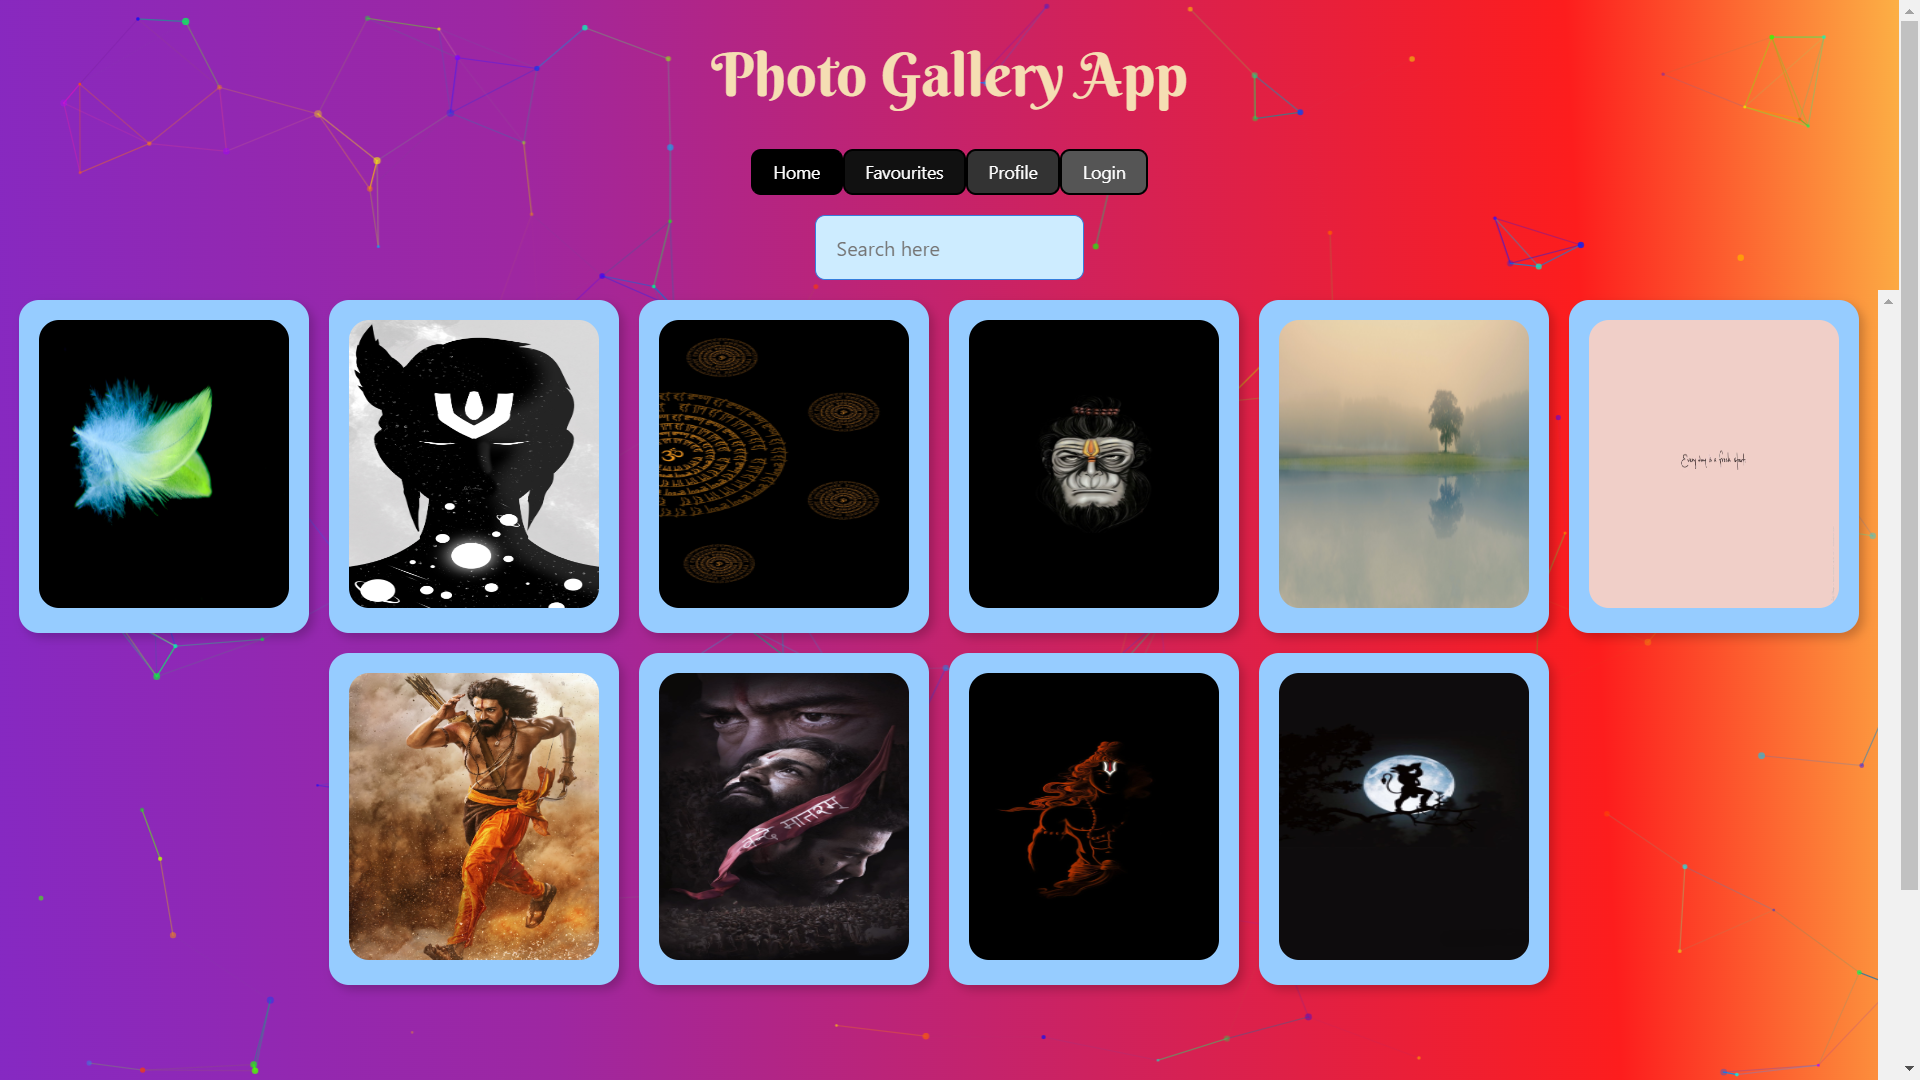 Photo Gallery App
Home
Favourites
Profile
Login
Search here
ॐ
Every day is a fresh start.
मातरम्